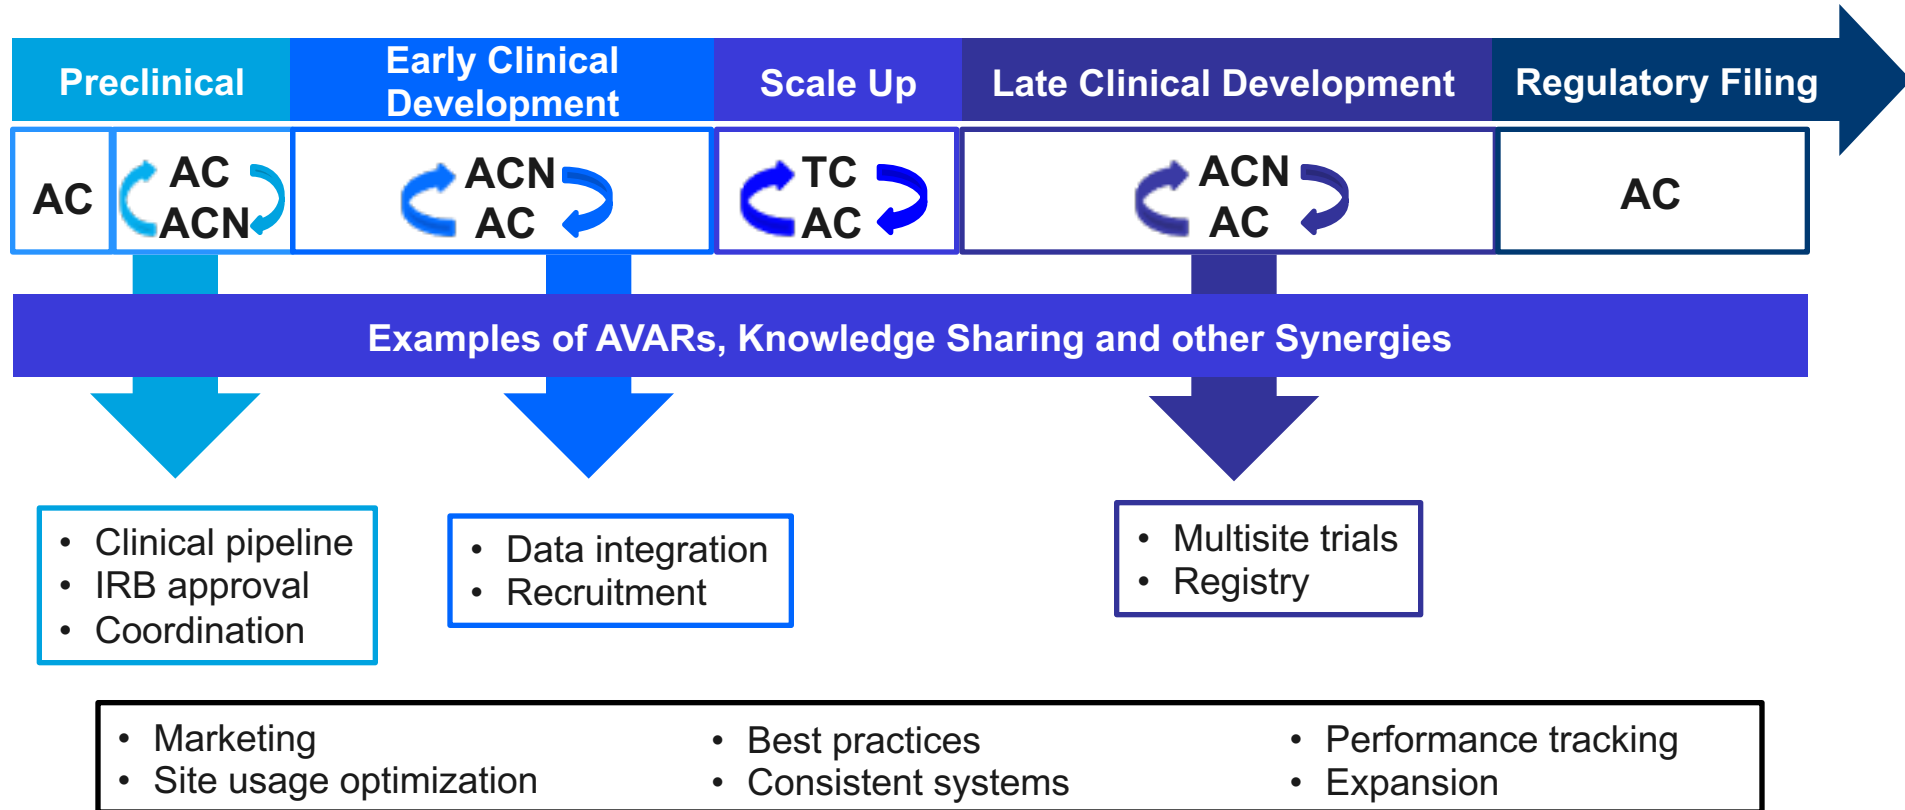 Preclinical
Early Clinical
Development
Scale Up
Late Clinical Development
Regulatory Filing
AC
AC
ACN
ACN
AC
TC
AC
ACN
AC
AC
Examples of AVARs, Knowledge Sharing and other Synergies
• Clinical pipeline
• IRB approval
• Coordination
• Data integration
• Recruitment
• Multisite trials
• Registry
• Marketing
• Site usage optimization
• Best practices
• Consistent systems
• Performance tracking
• Expansion